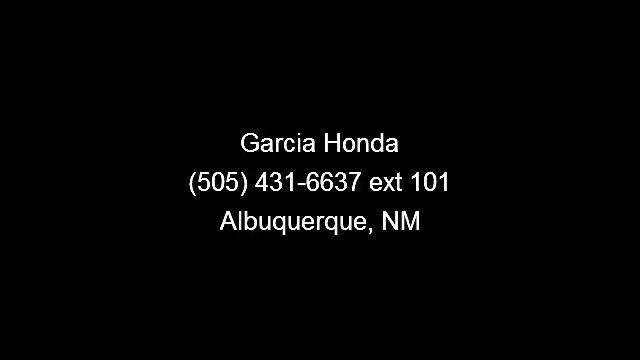 Garcia Honda
(505) 431-6637 ext 101
Albuquerque, NM